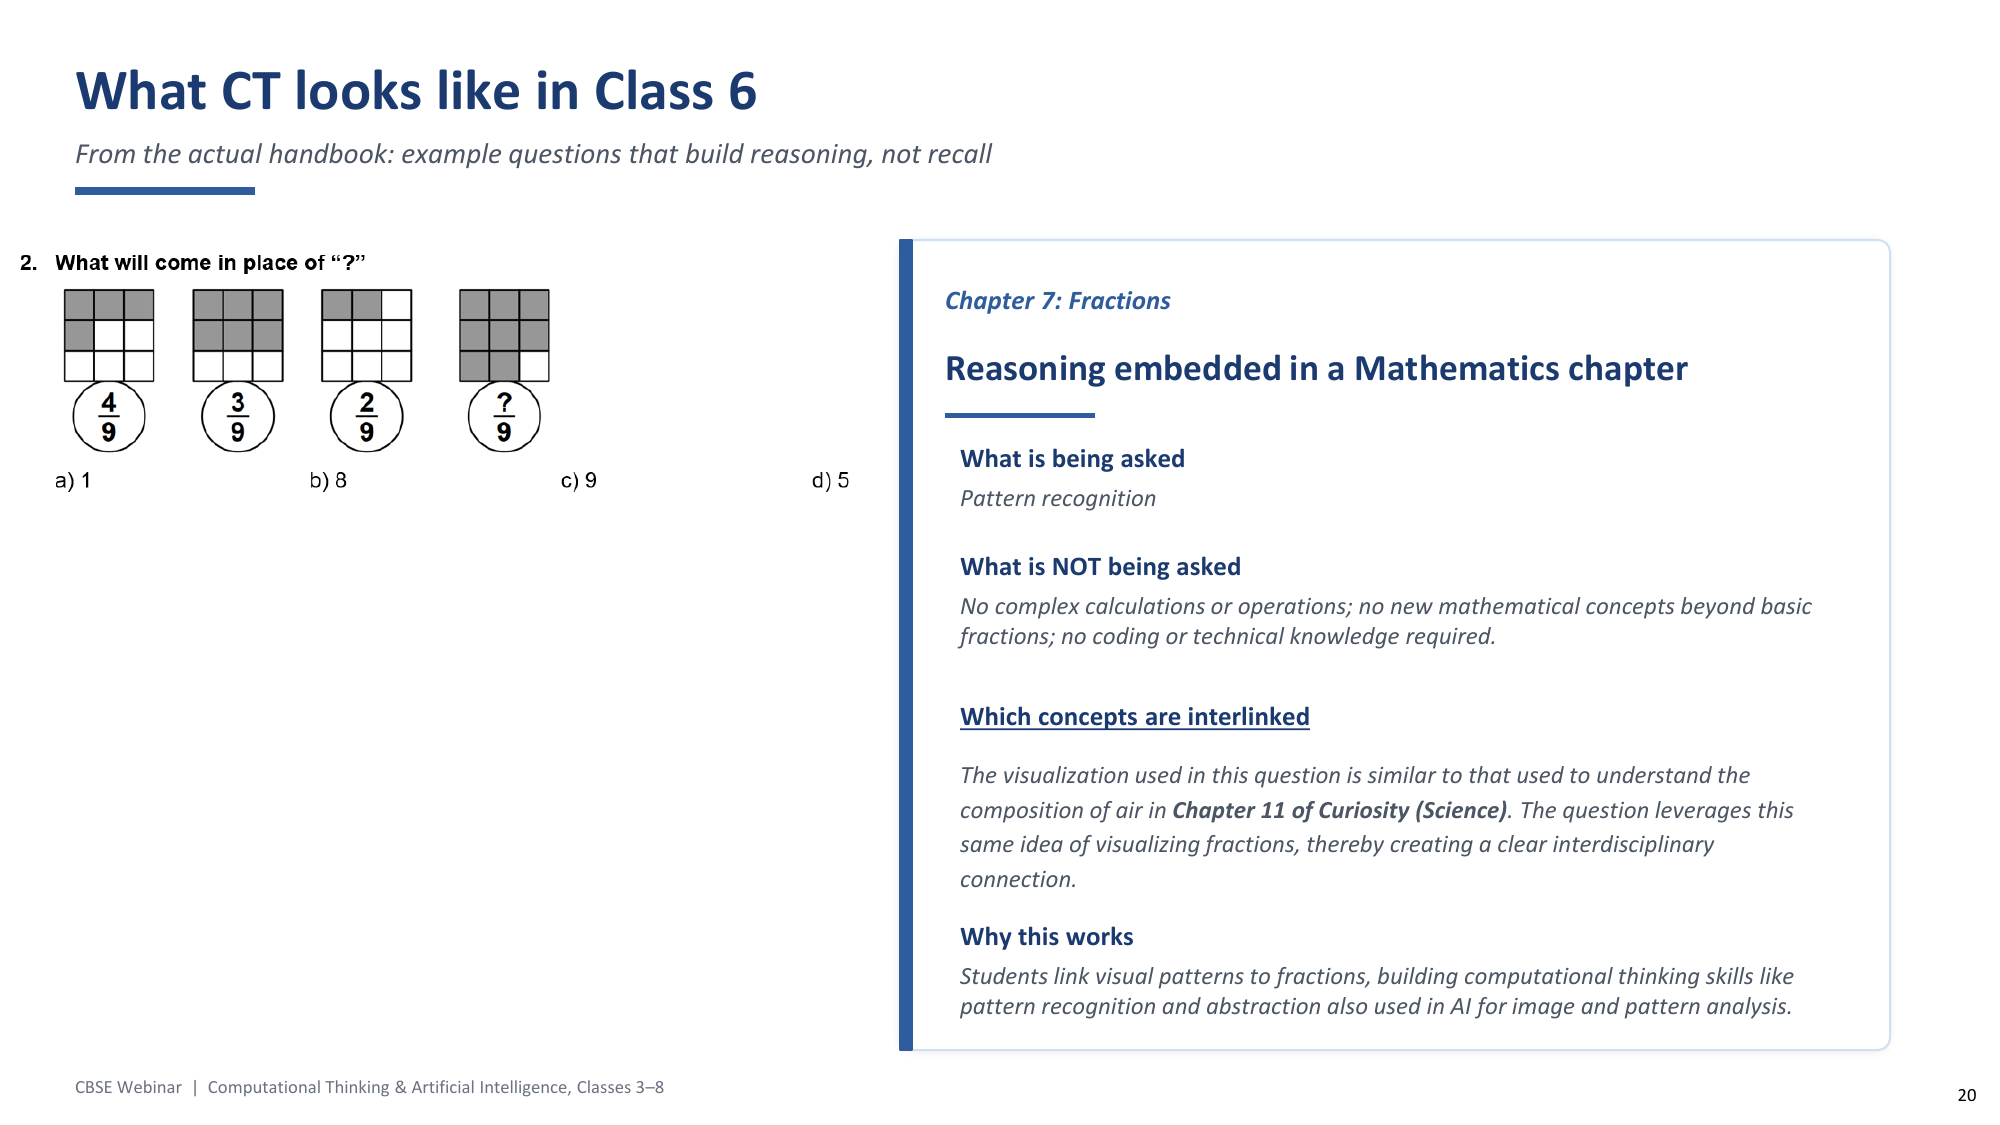 What CT looks like in Class 6
From the actual handbook: example questions that build reasoning, not recall
2. What will come in place of “?”
4 3 2 ?
9 9 9 9
a) 1 b) 8 c) 9 d) 5
Chapter 7: Fractions
Reasoning embedded in a Mathematics chapter
What is being asked
Pattern recognition
What is NOT being asked
No complex calculations or operations; no new mathematical concepts beyond basic
fractions; no coding or technical knowledge required.
Which concepts are interlinked
The visualization used in this question is similar to that used to understand the
composition of air in Chapter 11 of Curiosity (Science). The question leverages this
same idea of visualizing fractions, thereby creating a clear interdisciplinary
connection.
Why this works
Students link visual patterns to fractions, building computational thinking skills like
pattern recognition and abstraction also used in AI for image and pattern analysis.
CBSE Webinar | Computational Thinking & Artificial Intelligence, Classes 3–8
20